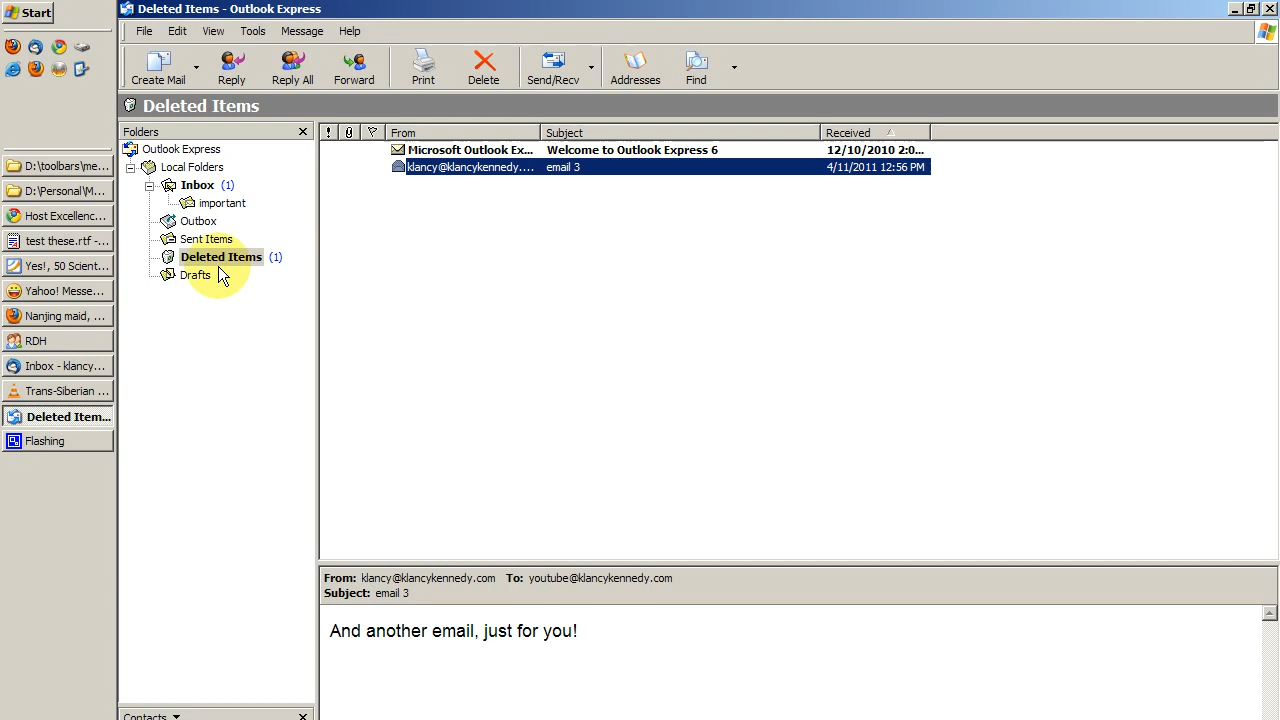 Start
Deleted Items - Outlook Express
File Edit View Tools Message Help
Create Mail Reply Reply All Forward Print Delete Send/Recv Addresses Find
Deleted Items
Folders
! From Subject Received
Outlook Express
Microsoft Outlook Ex... Welcome to Outlook Express 6 12/10/2010 2:0...
Local Folders
klancy@klancykennedy.... email 3 4/11/2011 12:56 PM
Inbox (1)
important
Outbox
Sent Items
Deleted Items (1)
Drafts
D:\toolbars\me...
D:\Personal\M...
Host Excellenc...
test these.rtf -...
Yes!, 50 Scient...
Yahoo! Messe...
Nanjing maid, ...
RDH
Inbox - klancy...
Trans-Siberian ...
Deleted Item...
Flashing
From: klancy@klancykennedy.com To: youtube@klancykennedy.com
Subject: email 3
And another email, just for you!
Contacts